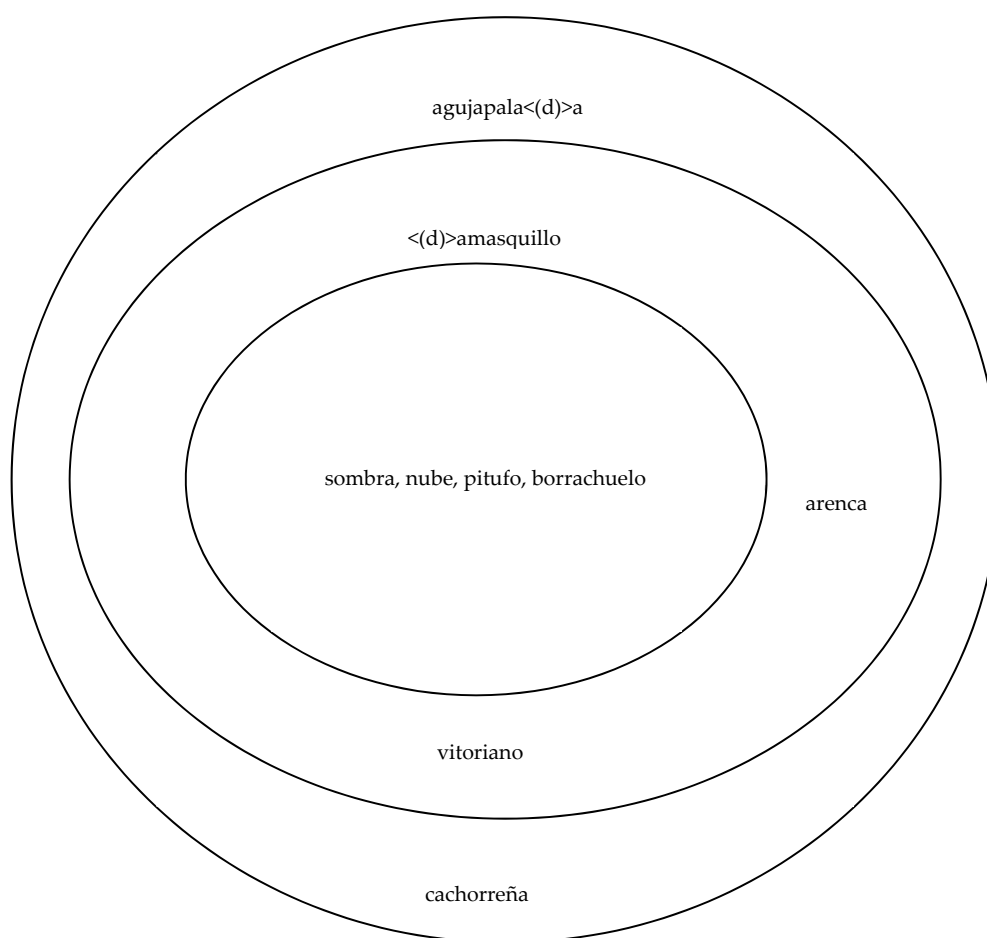 agujapala<(d)>a
<(d)>amasquillo
sombra, nube, pitufo, borrachuelo
arenca
vitoriano
cachorreña